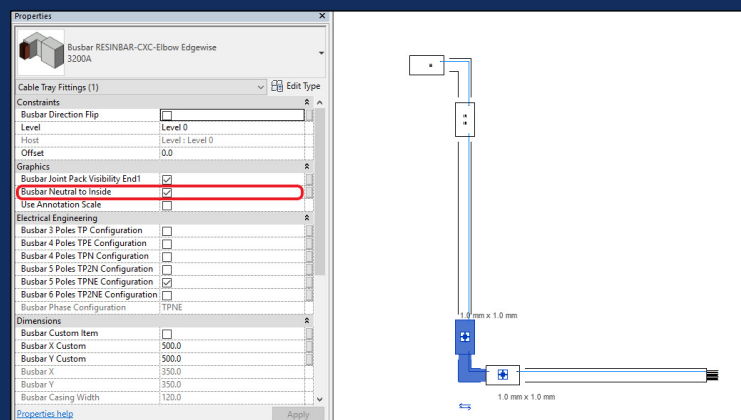 Properties
Busbar RESINBAR-CXC-Elbow Edgewise
3200A
Cable Tray Fittings (1)
Edit Type
Constraints
Busbar Direction Flip
Level Level 0
Host Level : Level 0
Offset 0.0
Graphics
Busbar Joint Pack Visibility End1
Busbar Neutral to Inside
Use Annotation Scale
Electrical Engineering
Busbar 3 Poles TP Configuration
Busbar 4 Poles TPE Configuration
Busbar 4 Poles TPN Configuration
Busbar 5 Poles TP2N Configuration
Busbar 5 Poles TPNE Configuration
Busbar 6 Poles TP2NE Configuration
Busbar Phase Configuration TPNE
Dimensions
Busbar Custom Item
Busbar X Custom 500.0
Busbar Y Custom 500.0
Busbar X 350.0
Busbar Y 350.0
Busbar Casing Width 120.0
Properties help
Apply
1.0 mm x 1.0 mm
1.0 mm x 1.0 mm